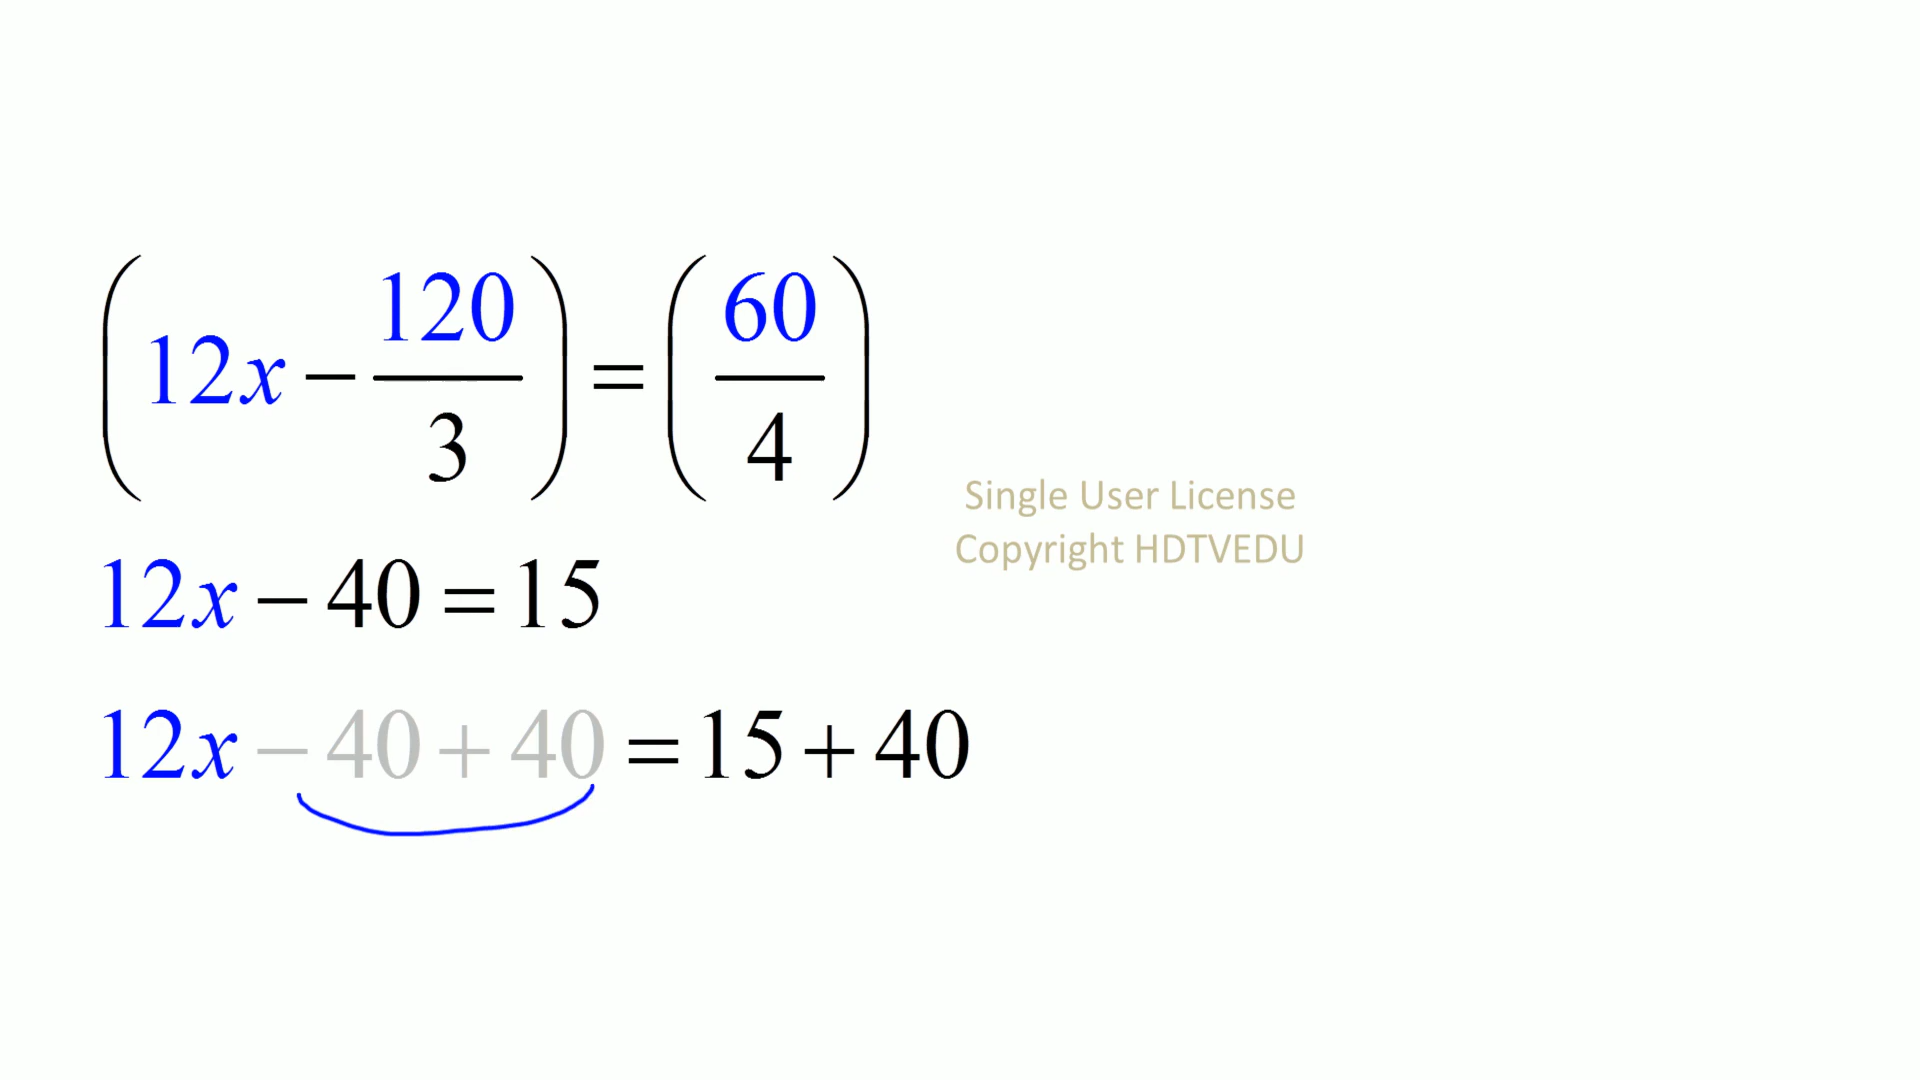 (12x − 120/3) = (60/4)
Single User License
Copyright HDTVEDU
12x − 40 = 15
12x − 40 + 40 = 15 + 40